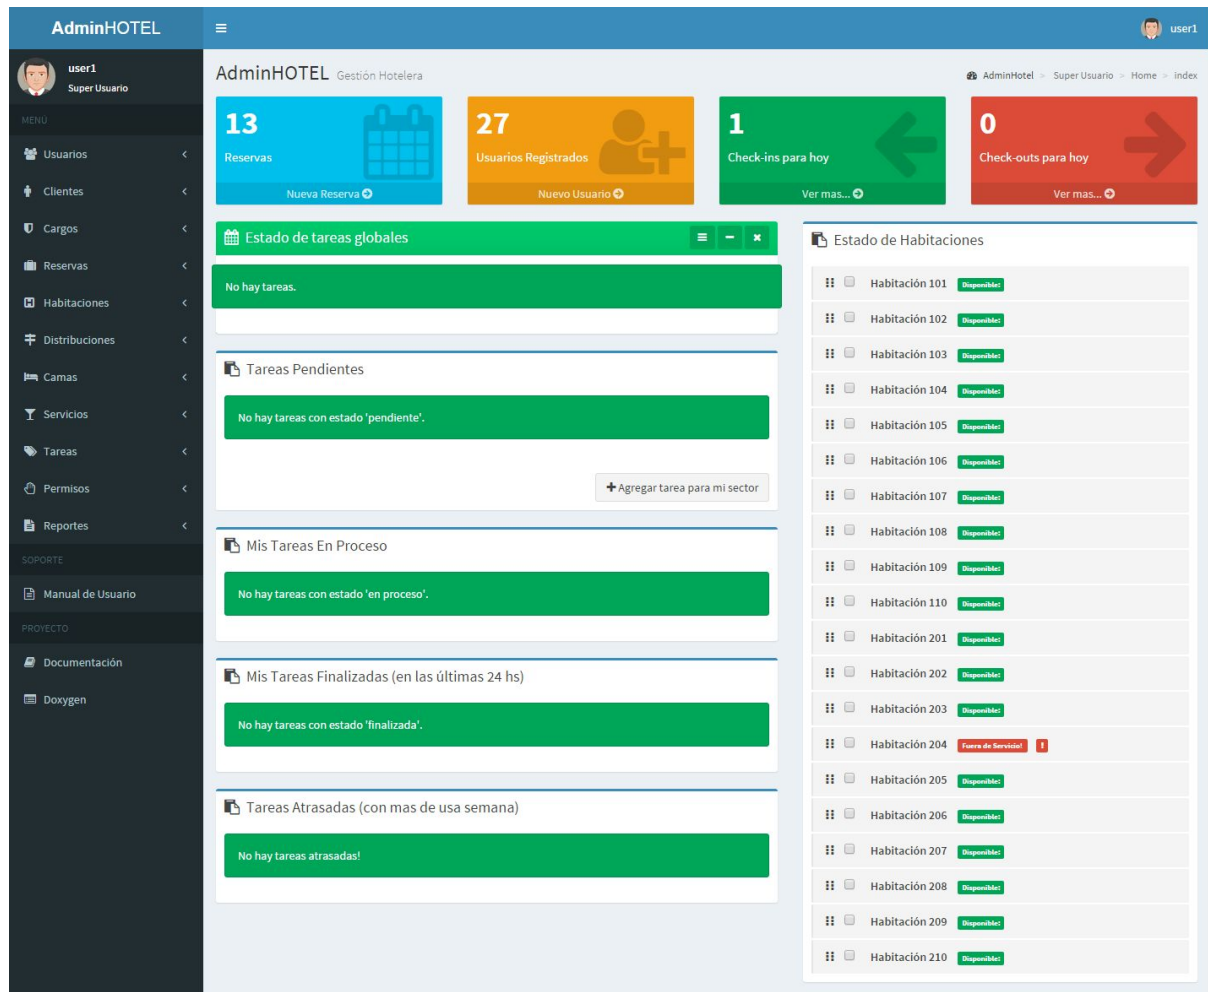 AdminHOTEL
user1
user1
Super Usuario
MENÚ
Usuarios
Clientes
Cargos
Reservas
Habitaciones
Distribuciones
Camas
Servicios
Tareas
Permisos
Reportes
SOPORTE
Manual de Usuario
PROYECTO
Documentación
Doxygen
AdminHOTEL Gestión Hotelera
AdminHotel > Super Usuario > Home > index
13
Reservas
Nueva Reserva
27
Usuarios Registrados
Nuevo Usuario
1
Check-ins para hoy
Ver mas...
0
Check-outs para hoy
Ver mas...
Estado de tareas globales
No hay tareas.
Tareas Pendientes
No hay tareas con estado 'pendiente'.
Agregar tarea para mi sector
Mis Tareas En Proceso
No hay tareas con estado 'en proceso'.
Mis Tareas Finalizadas (en las últimas 24 hs)
No hay tareas con estado 'finalizada'.
Tareas Atrasadas (con mas de usa semana)
No hay tareas atrasadas!
Estado de Habitaciones
Habitación 101 Disponible!
Habitación 102 Disponible!
Habitación 103 Disponible!
Habitación 104 Disponible!
Habitación 105 Disponible!
Habitación 106 Disponible!
Habitación 107 Disponible!
Habitación 108 Disponible!
Habitación 109 Disponible!
Habitación 110 Disponible!
Habitación 201 Disponible!
Habitación 202 Disponible!
Habitación 203 Disponible!
Habitación 204 Fuera de Servicio! !
Habitación 205 Disponible!
Habitación 206 Disponible!
Habitación 207 Disponible!
Habitación 208 Disponible!
Habitación 209 Disponible!
Habitación 210 Disponible!